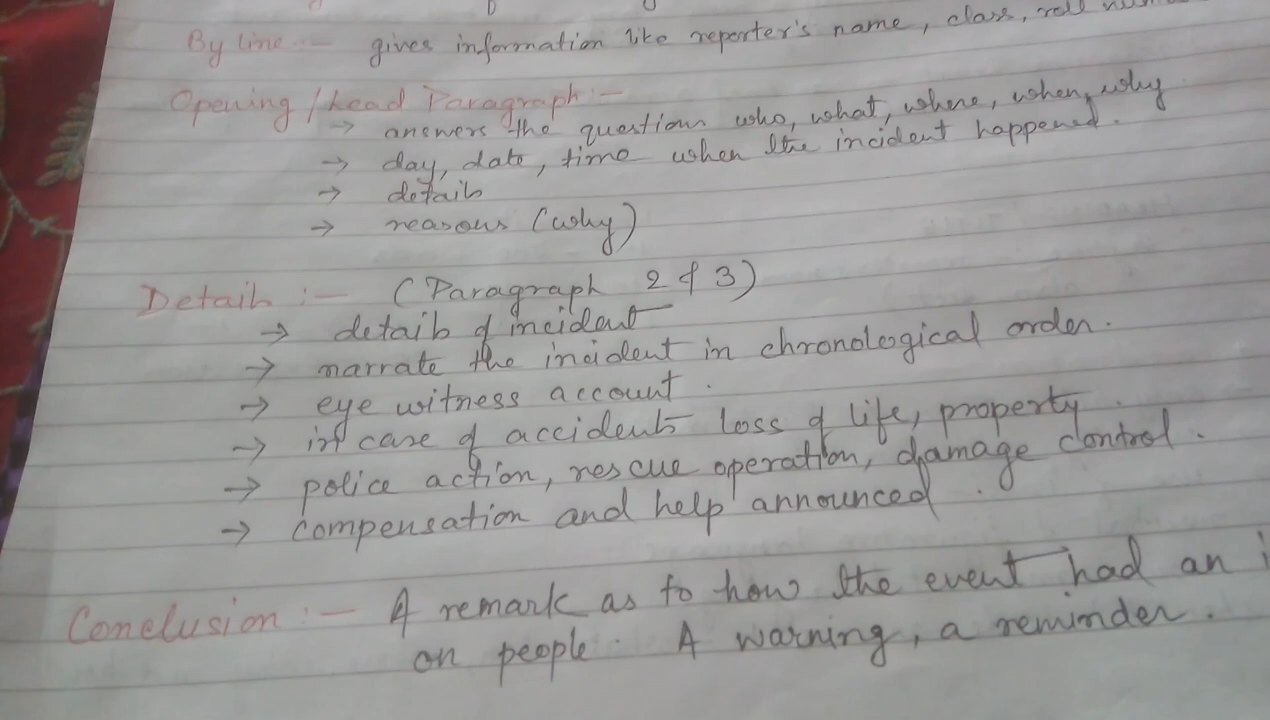 By line :- gives information like reporter's name, class, roll
Opening / head Paragraph :-
→ answers the questions who, what, where, when, why
→ day, date, time when the incident happened.
→ details
→ reasons (why)
Details :- (Paragraph 2 & 3)
→ details of incident
→ narrate the incident in chronological order.
→ eye witness account.
→ in case of accidents loss of life, property.
→ police action, rescue operation, damage control.
→ compensation and help announced.
Conclusion :- A remark as to how the event had an
on people. A warning, a reminder.